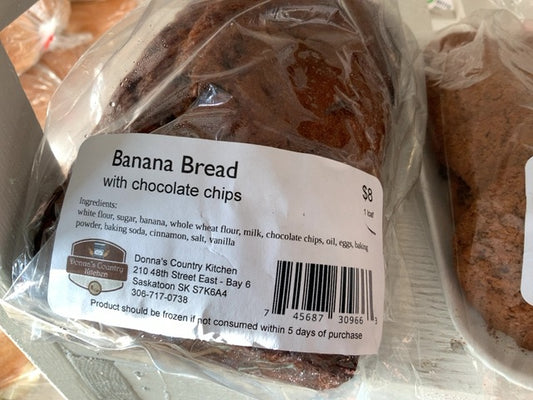 Banana Bread
with chocolate chips
$8
1 loaf
Ingredients:
white flour, sugar, banana, whole wheat flour, milk, chocolate chips, oil, eggs, baking
powder, baking soda, cinnamon, salt, vanilla
Donna's Country
Kitchen
Donna's Country Kitchen
210 48th Street East - Bay 6
Saskatoon SK S7K6A4
306-717-0738
7 45687 30966 3
Product should be frozen if not consumed within 5 days of purchase